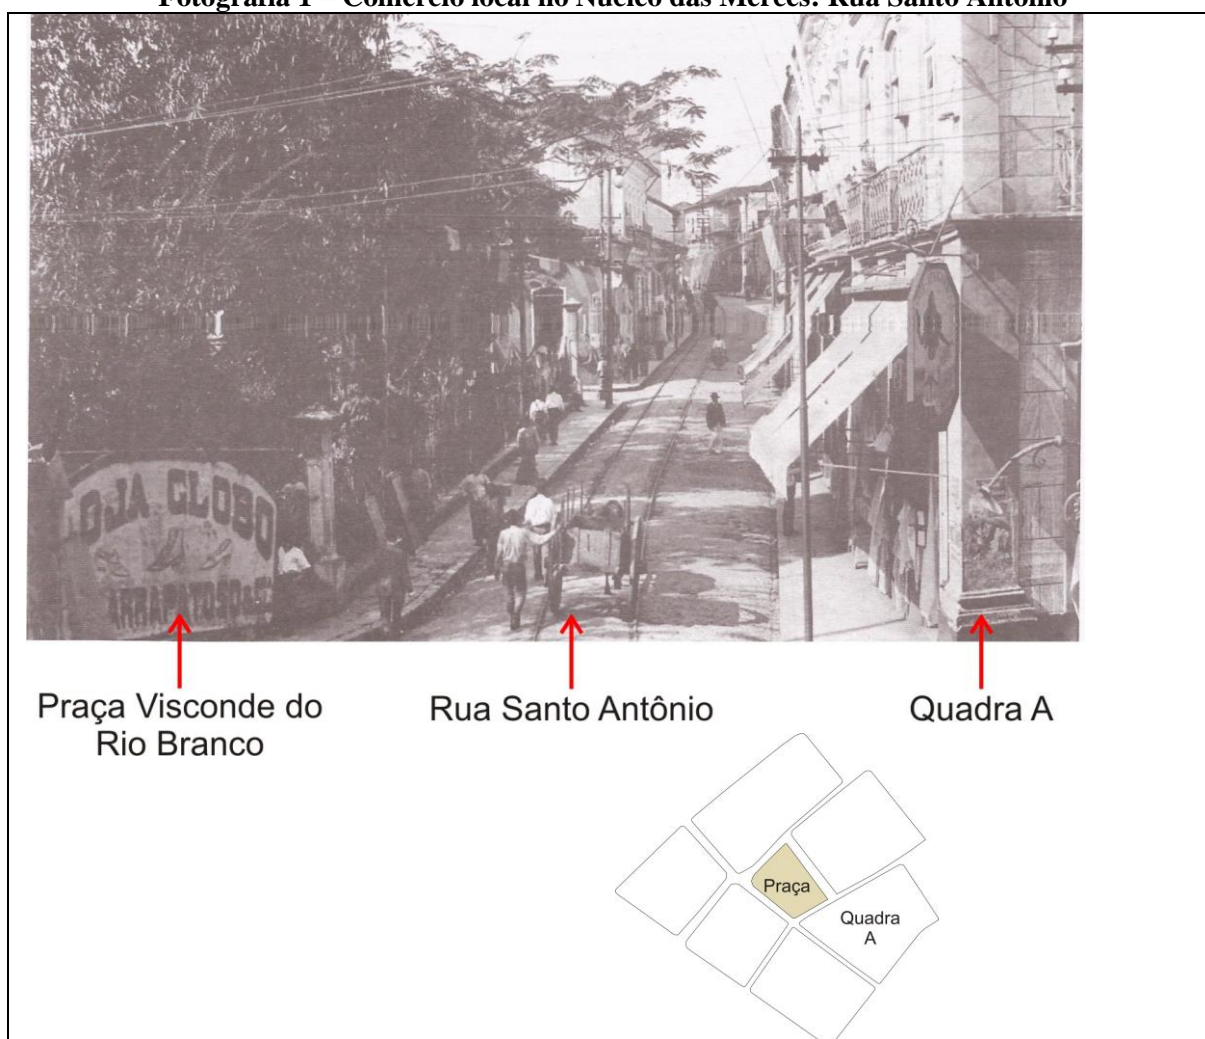 Fotografia 1 – Comércio local no Núcleo das Mercês: Rua Santo Antônio
OJA GLOBO
Praça Visconde do
Rio Branco
Rua Santo Antônio
Quadra A
Praça
Quadra
A